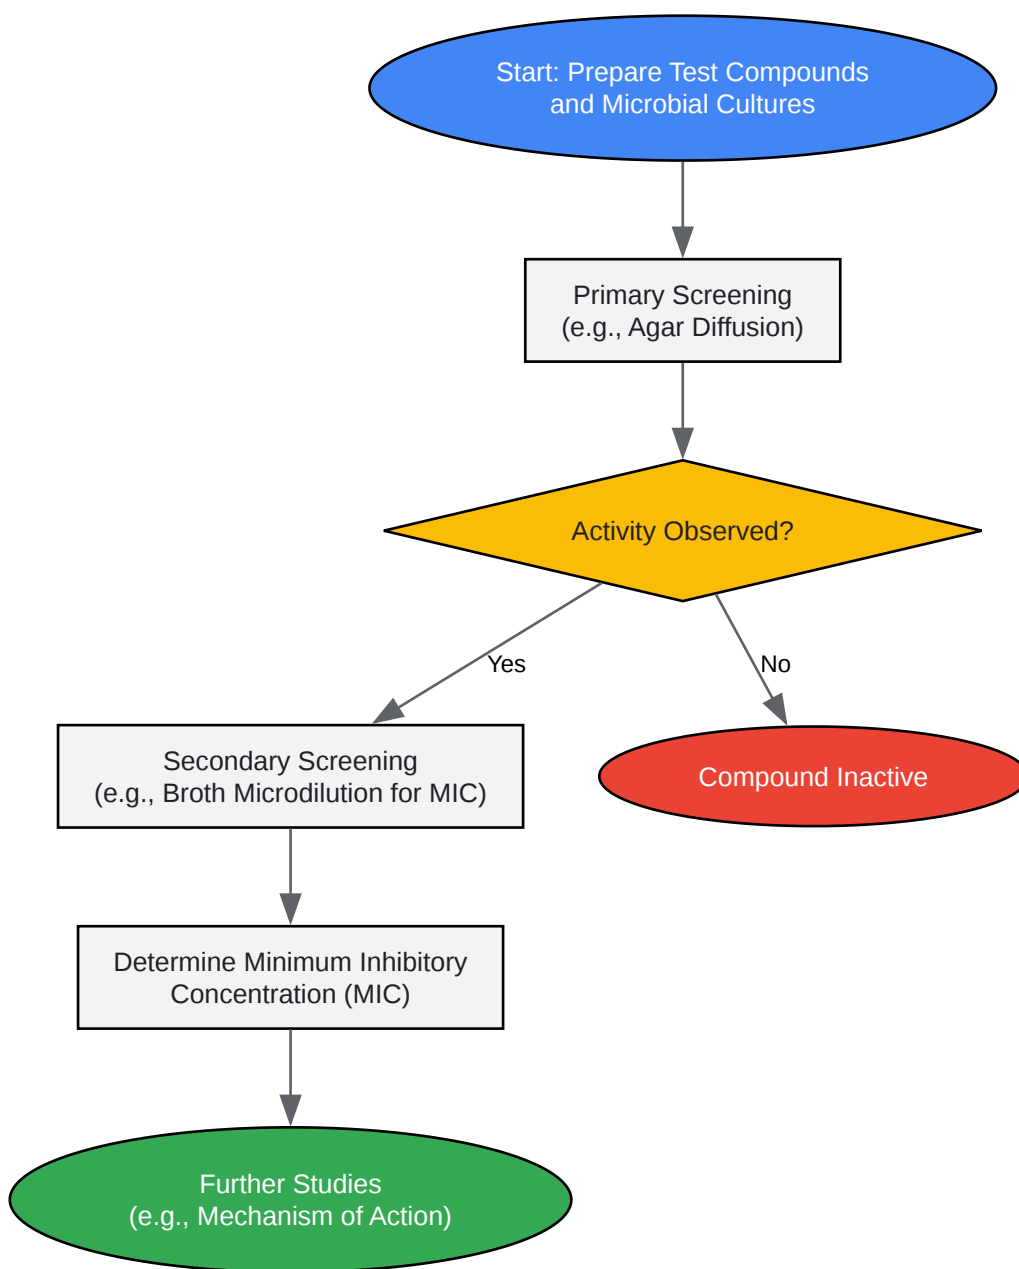 Start: Prepare Test Compounds
and Microbial Cultures
Primary Screening
(e.g., Agar Diffusion)
Activity Observed?
Yes
No
Secondary Screening
(e.g., Broth Microdilution for MIC)
Compound Inactive
Determine Minimum Inhibitory
Concentration (MIC)
Further Studies
(e.g., Mechanism of Action)